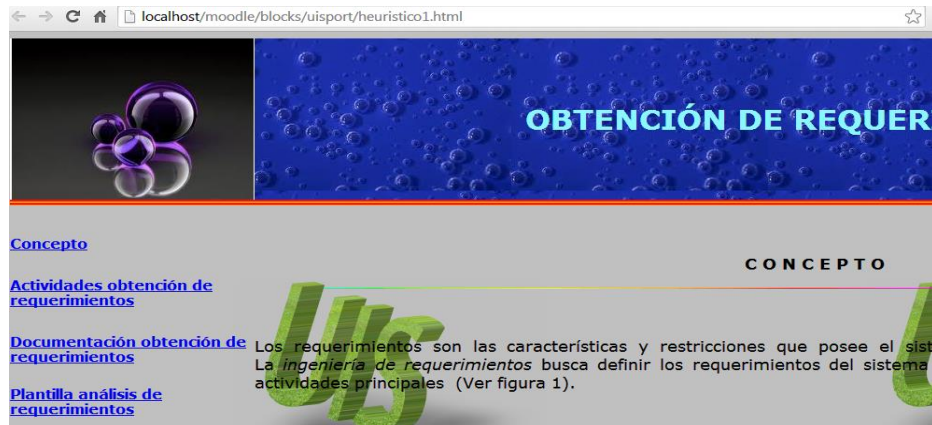 localhost/moodle/blocks/uisport/heuristico1.html
OBTENCIÓN DE REQUER
Concepto
Actividades obtención de
requerimientos
Documentación obtención de
requerimientos
Plantilla análisis de
requerimientos
CONCEPTO
Los requerimientos son las características y restricciones que posee el sist
La ingeniería de requerimientos busca definir los requerimientos del sistema
actividades principales (Ver figura 1).
UIS
U